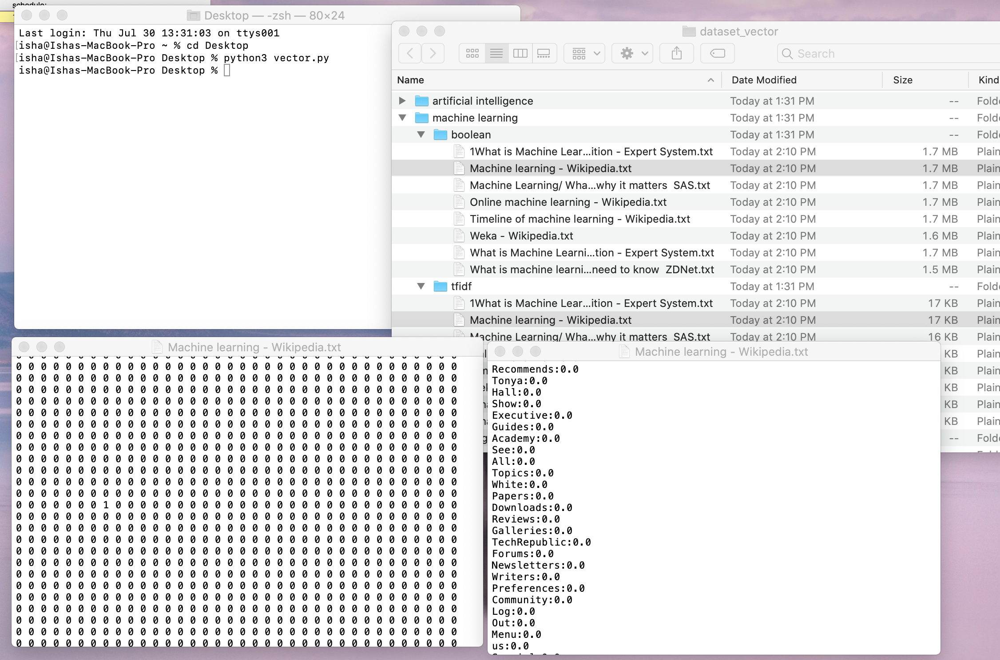 schedule:
Desktop — -zsh — 80×24
Last login: Thu Jul 30 13:31:03 on ttys001
[isha@Ishas-MacBook-Pro ~ % cd Desktop
[isha@Ishas-MacBook-Pro Desktop % python3 vector.py
isha@Ishas-MacBook-Pro Desktop %
dataset_vector
Search
Name Date Modified Size Kind
artificial intelligence Today at 1:31 PM -- Folde
machine learning Today at 1:31 PM -- Folde
boolean Today at 1:31 PM -- Folde
1What is Machine Lear...ition - Expert System.txt Today at 2:10 PM 1.7 MB Plain
Machine learning - Wikipedia.txt Today at 2:10 PM 1.7 MB Plain
Machine Learning/ Wha...why it matters  SAS.txt Today at 2:10 PM 1.7 MB Plain
Online machine learning - Wikipedia.txt Today at 2:10 PM 1.7 MB Plain
Timeline of machine learning - Wikipedia.txt Today at 2:10 PM 1.7 MB Plain
Weka - Wikipedia.txt Today at 2:10 PM 1.6 MB Plain
What is Machine Learni...tion - Expert System.txt Today at 2:10 PM 1.7 MB Plain
What is machine learni...need to know  ZDNet.txt Today at 2:10 PM 1.5 MB Plain
tfidf Today at 1:31 PM -- Folde
1What is Machine Lear...ition - Expert System.txt Today at 2:10 PM 17 KB Plain
Machine learning - Wikipedia.txt Today at 2:10 PM 17 KB Plain
Machine Learning/ Wha...why it matters  SAS.txt Today at 2:10 PM 16 KB Plain
KB Plain
KB Plain
KB Plain
KB Plain
KB Plain
-- Folde
Machine learning - Wikipedia.txt
0 0 0 0 0 0 0 0 0 0 0 0 0 0 0 0 0 0 0 0 0 0 0 0 0 0 0 0 0 0 0 0 0 0 0 0
0 0 0 0 0 0 0 0 0 0 0 0 0 0 0 0 0 0 0 0 0 0 0 0 0 0 0 0 0 0 0 0 0 0 0 0
0 0 0 0 0 0 0 0 0 0 0 0 0 0 0 0 0 0 0 0 0 0 0 0 0 0 0 0 0 0 0 0 0 0 0 0
0 0 0 0 0 0 0 0 0 0 0 0 0 0 0 0 0 0 0 0 0 0 0 0 0 0 0 0 0 0 0 0 0 0 0 0
0 0 0 0 0 0 0 0 0 0 0 0 0 0 0 0 0 0 0 0 0 0 0 0 0 0 0 0 0 0 0 0 0 0 0 0
0 0 0 0 0 0 0 0 0 0 0 0 0 0 0 0 0 0 0 0 0 0 0 0 0 0 0 0 0 0 0 0 0 0 0 0
0 0 0 0 0 0 0 0 0 0 0 0 0 0 0 0 0 0 0 0 0 0 0 0 0 0 0 0 0 0 0 0 0 0 0 0
0 0 0 0 0 0 0 0 0 0 0 0 0 0 0 0 0 0 0 0 0 0 0 0 0 0 0 0 0 0 0 0 0 0 0 0
0 0 0 0 0 0 0 0 0 0 0 0 0 0 0 0 0 0 0 0 0 0 0 0 0 0 0 0 0 0 0 0 0 0 0 0
0 0 0 0 0 0 0 0 0 0 0 0 0 0 0 0 0 0 0 0 0 0 0 0 0 0 0 0 0 0 0 0 0 0 0 0
0 0 0 0 0 0 0 0 0 0 0 0 0 0 0 0 0 0 0 0 0 0 0 0 0 0 0 0 0 0 0 0 0 0 0 0
0 0 0 0 0 0 0 0 0 0 0 0 0 0 0 0 0 0 0 0 0 0 0 0 0 0 0 0 0 0 0 0 0 0 0 0
0 0 0 0 0 0 0 1 0 0 0 0 0 0 0 0 0 0 0 0 0 0 0 0 0 0 0 0 0 0 0 0 0 0 0 0
0 0 0 0 0 0 0 0 0 0 0 0 0 0 0 0 0 0 0 0 0 0 0 0 0 0 0 0 0 0 0 0 0 0 0 0
0 0 0 0 0 0 0 0 0 0 0 0 0 0 0 0 0 0 0 0 0 0 0 0 0 0 0 0 0 0 0 0 0 0 0 0
0 0 0 0 0 0 0 0 0 0 0 0 0 0 0 0 0 0 0 0 0 0 0 0 0 0 0 0 0 0 0 0 0 0 0 0
0 0 0 0 0 0 0 0 0 0 0 0 0 0 0 0 0 0 0 0 0 0 0 0 0 0 0 0 0 0 0 0 0 0 0 0
0 0 0 0 0 0 0 0 0 0 0 0 0 0 0 0 0 0 0 0 0 0 0 0 0 0 0 0 0 0 0 0 0 0 0 0
0 0 0 0 0 0 0 0 0 0 0 0 0 0 0 0 0 0 0 0 0 0 0 0 0 0 0 0 0 0 0 0 0 0 0 0
0 0 0 0 0 0 0 0 0 0 0 0 0 0 0 0 0 0 0 0 0 0 0 0 0 0 0 0 0 0 0 0 0 0 0 0
0 0 0 0 0 0 0 0 0 0 0 0 0 0 0 0 0 0 0 0 0 0 0 0 0 0 0 0 0 0 0 0 0 0 0 0
0 0 0 0 0 0 0 0 0 0 0 0 0 0 0 0 0 0 0 0 0 0 0 0 0 0 0 0 0 0 0 0 0 0 0 0
0 0 0 0 0 0 0 0 0 0 0 0 0 0 0 0 0 0 0 0 0 0 0 0 0 0 0 0 0 0 0 0 0 0 0 0
0 0 0 0 0 0 0 0 0 0 0 0 0 0 0 0 0 0 0 0 0 0 0 0 0 0 0 0 0 0 0 0 0 0 0 0
0 0 0 0 0 0 0 0 0 0 0 0 0 0 0 0 0 0 0 0 0 0 0 0 0 0 0 0 0 0 0 0 0 0 0 0
Machine learning - Wikipedia.txt
Recommends:0.0
Tonya:0.0
Hall:0.0
Show:0.0
Executive:0.0
Guides:0.0
Academy:0.0
See:0.0
All:0.0
Topics:0.0
White:0.0
Papers:0.0
Downloads:0.0
Reviews:0.0
Galleries:0.0
TechRepublic:0.0
Forums:0.0
Newsletters:0.0
Writers:0.0
Preferences:0.0
Community:0.0
Log:0.0
Out:0.0
Menu:0.0
us:0.0